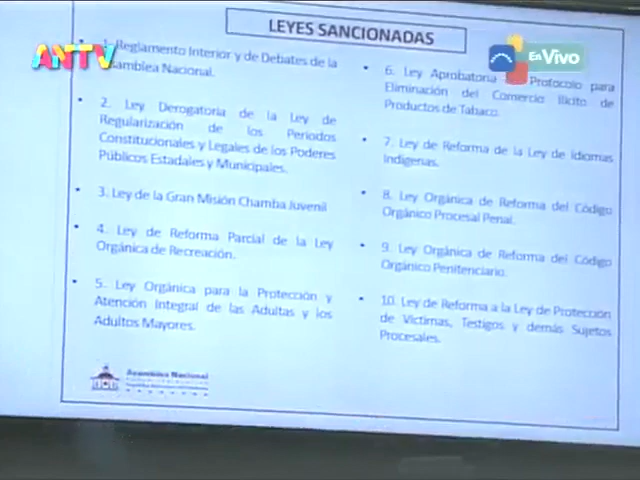 LEYES SANCIONADAS
ANTV
En Vivo
1. Reglamento Interior y de Debates de la
Asamblea Nacional.
2. Ley Derogatoria de la Ley de
Regularización de los Periodos
Constitucionales y Legales de los Poderes
Públicos Estadales y Municipales.
3. Ley de la Gran Misión Chamba Juvenil
4. Ley de Reforma Parcial de la Ley
Orgánica de Recreación.
5. Ley Orgánica para la Protección y
Atención Integral de las Adultas y los
Adultos Mayores.
6. Ley Aprobatoria Protocolo para
Eliminación del Comercio Ilícito de
Productos de Tabaco.
7. Ley de Reforma de la Ley de Idiomas
Indígenas.
8. Ley Orgánica de Reforma del Código
Orgánico Procesal Penal.
9. Ley Orgánica de Reforma del Código
Orgánico Penitenciario.
10. Ley de Reforma a la Ley de Protección
de Víctimas, Testigos y demás Sujetos
Procesales.
Asamblea Nacional